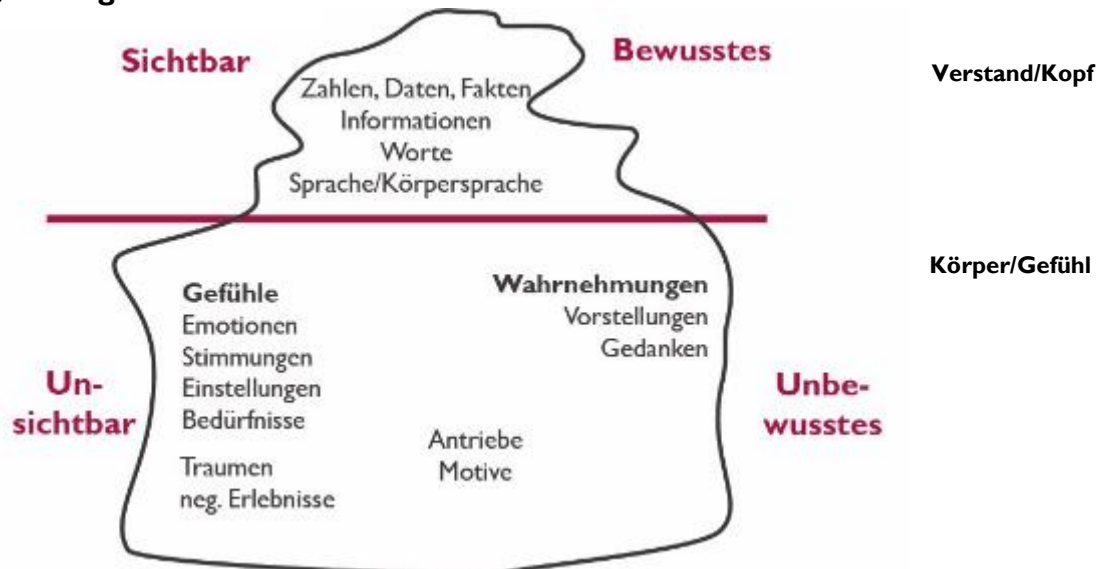 Sichtbar
Bewusstes
Verstand/Kopf
Zahlen, Daten, Fakten
Informationen
Worte
Sprache/Körpersprache
Körper/Gefühl
Gefühle
Emotionen
Stimmungen
Einstellungen
Bedürfnisse
Traumen
neg. Erlebnisse
Wahrnehmungen
Vorstellungen
Gedanken
Antriebe
Motive
Un-
sichtbar
Unbe-
wusstes